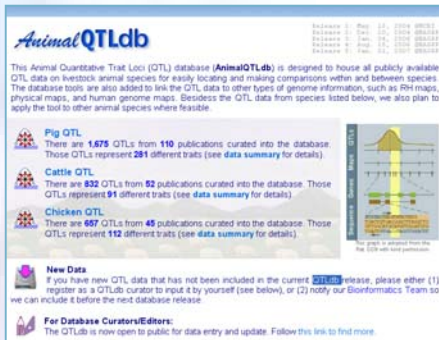 Animal QTLdb
This Animal Quantitative Trait Loci (QTL) database (AnimalQTLdb) is designed to house all publicly available
QTL data on livestock animal species for easily locating and making comparisons within and between species.
The database tools are also added to link the QTL data to other types of genome information, such as RH maps,
physical maps, and human genome maps. Besidess the QTL data from species listed below, we also plan to
apply the tool to other animal species where feasible.
Pig QTL
There are 1,675 QTLs from 110 publications curated into the database.
Those QTLs represent 281 different traits (see data summary for details).
Cattle QTL
There are 832 QTLs from 52 publications curated into the database. Those
QTLs represent 91 different traits (see data summary for details).
Chicken QTL
There are 657 QTLs from 45 publications curated into the database. Those
QTLs represent 112 different traits (see data summary for details).
Sequence Genes Maps QTLs
New Data
If you have new QTL data that has not been included in the current QTLdb release, please either (1)
register as a QTLdb curator to input it by yourself (see below), or (2) notify our Bioinformatics Team so
we can include it before the next database release.
For Database Curators/Editors:
The QTLdb is now open to public for data entry and update. Follow this link to find more.